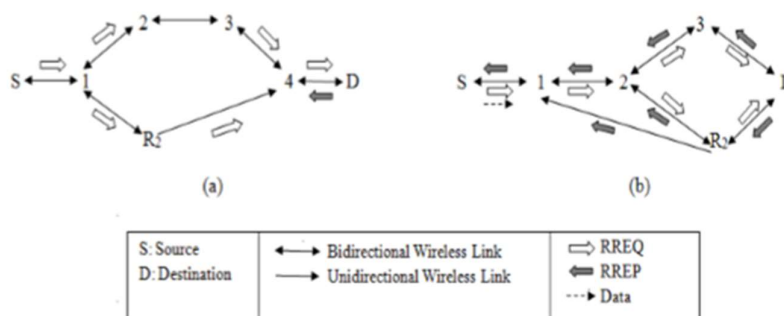 2 3
S 1 4 D
R2
(a)
3
S 1 2
R2
(b)
S: Source
D: Destination
Bidirectional Wireless Link
Unidirectional Wireless Link
RREQ
RREP
Data